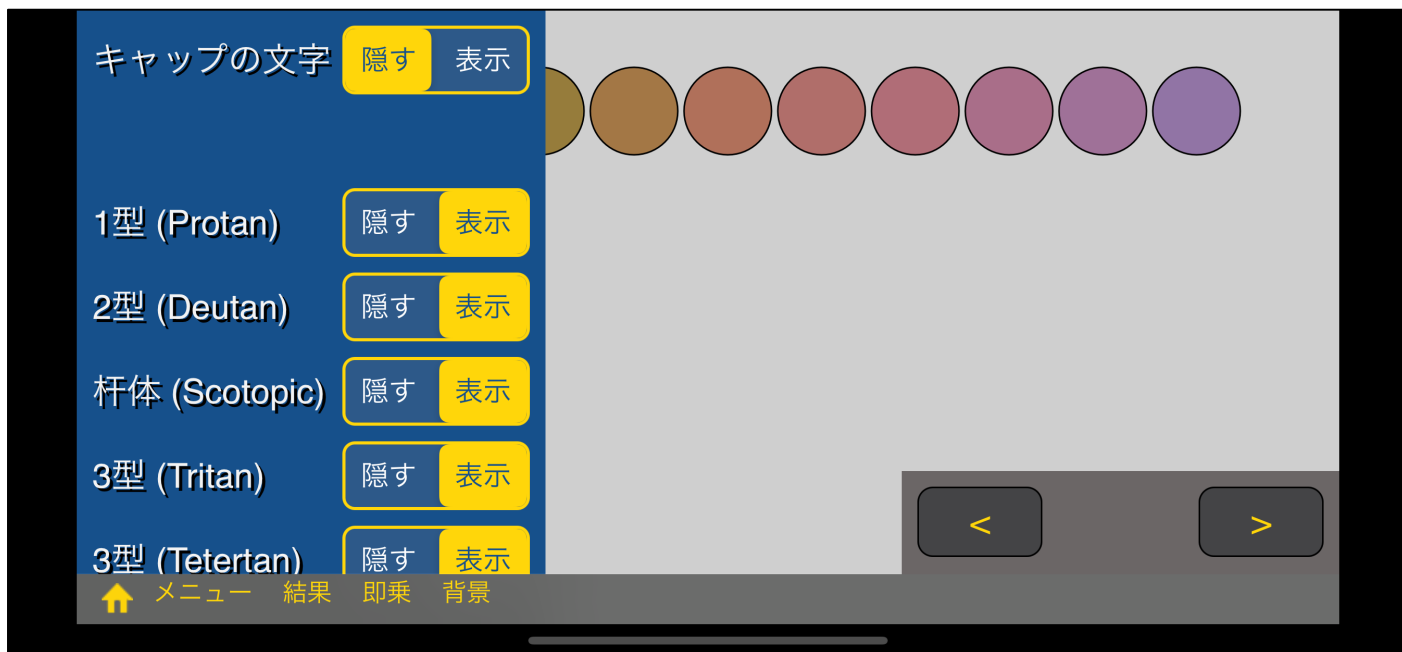 キャップの文字 隠す 表示
1型 (Protan) 隠す 表示
2型 (Deutan) 隠す 表示
杆体 (Scotopic) 隠す 表示
3型 (Tritan) 隠す 表示
3型 (Tetertan) 隠す 表示
< >
メニュー 結果 即乗 背景